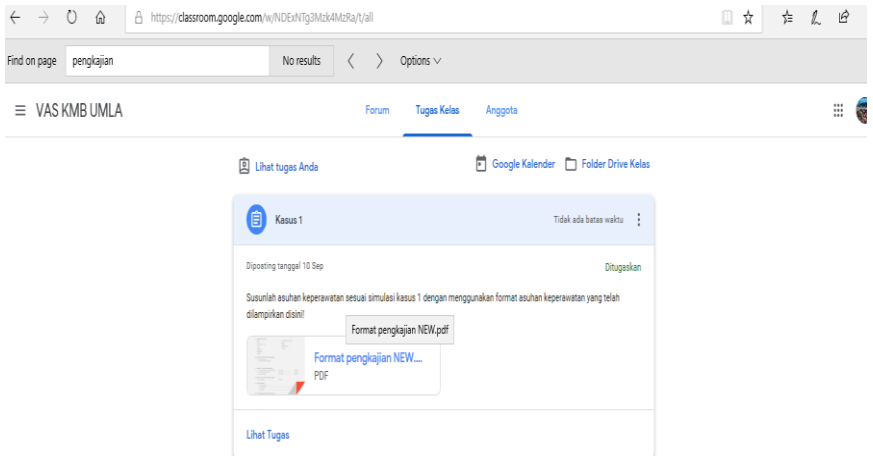 https://classroom.google.com/w/NDExNTg3Mzk4MzRa/t/all
Find on page pengkajian No results Options
VAS KMB UMLA Forum Tugas Kelas Anggota
Lihat tugas Anda Google Kalender Folder Drive Kelas
Kasus 1 Tidak ada batas waktu
Diposting tanggal 10 Sep Ditugaskan
Susunlah asuhan keperawatan sesuai simulasi kasus 1 dengan menggunakan format asuhan keperawatan yang telah
dilampirkan disini!
Format pengkajian NEW.pdf
Format pengkajian NEW....
PDF
Lihat Tugas